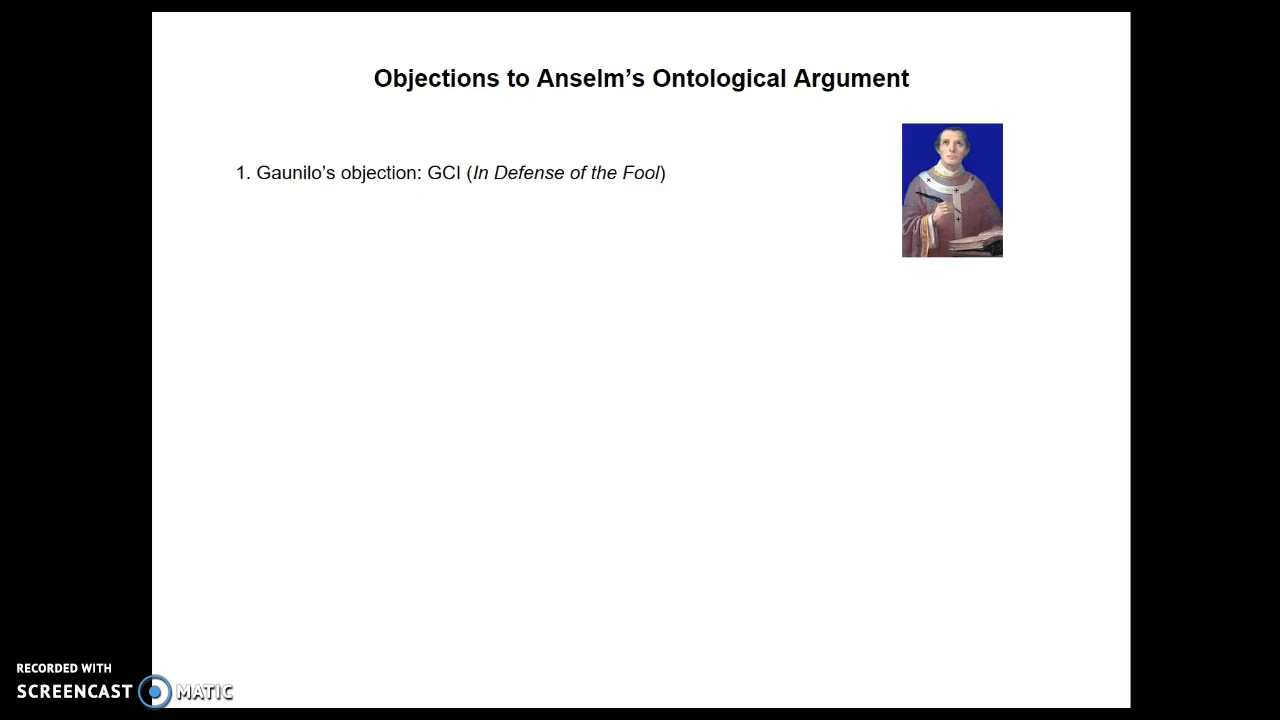 Objections to Anselm’s Ontological Argument
1. Gaunilo’s objection: GCI (In Defense of the Fool)
RECORDED WITH
SCREENCAST MATIC